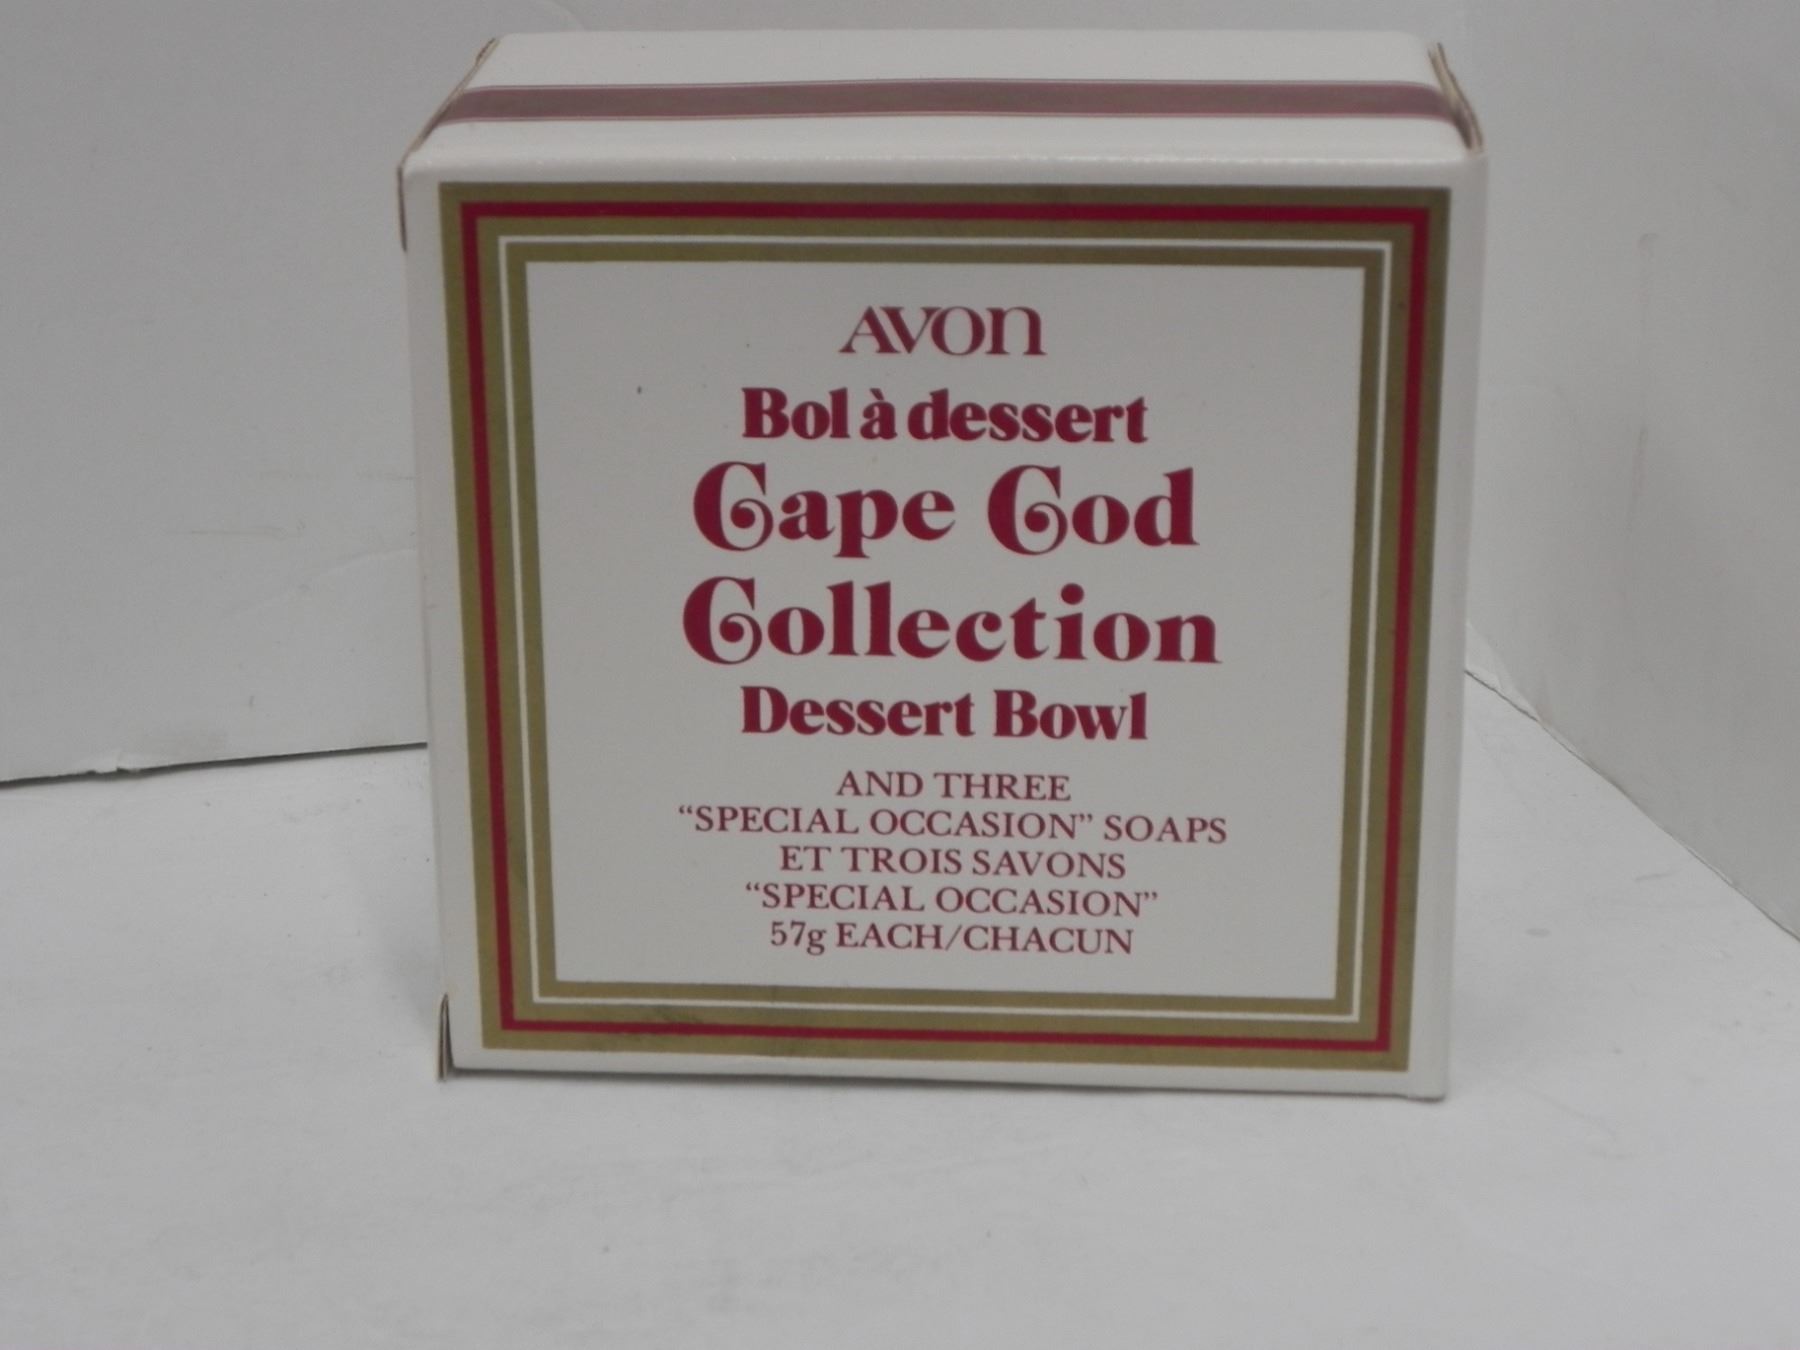 AVON
Bol à dessert
Cape Cod
Collection
Dessert Bowl
AND THREE
“SPECIAL OCCASION” SOAPS
ET TROIS SAVONS
“SPECIAL OCCASION”
57g EACH/CHACUN